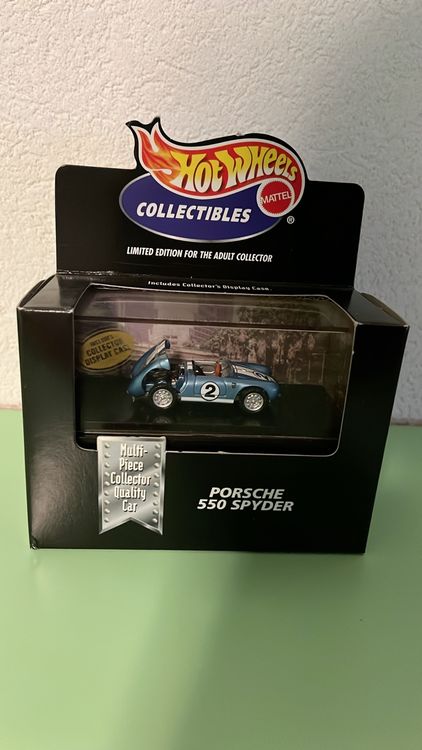 Hot Wheels
MATTEL
®
COLLECTIBLES
LIMITED EDITION FOR THE ADULT COLLECTOR
Includes Collector's Display Case.
INCLUDES
COLLECTOR
DISPLAY CASE
2
Multi-
Piece
Collector
Quality
Car
PORSCHE
550 SPYDER